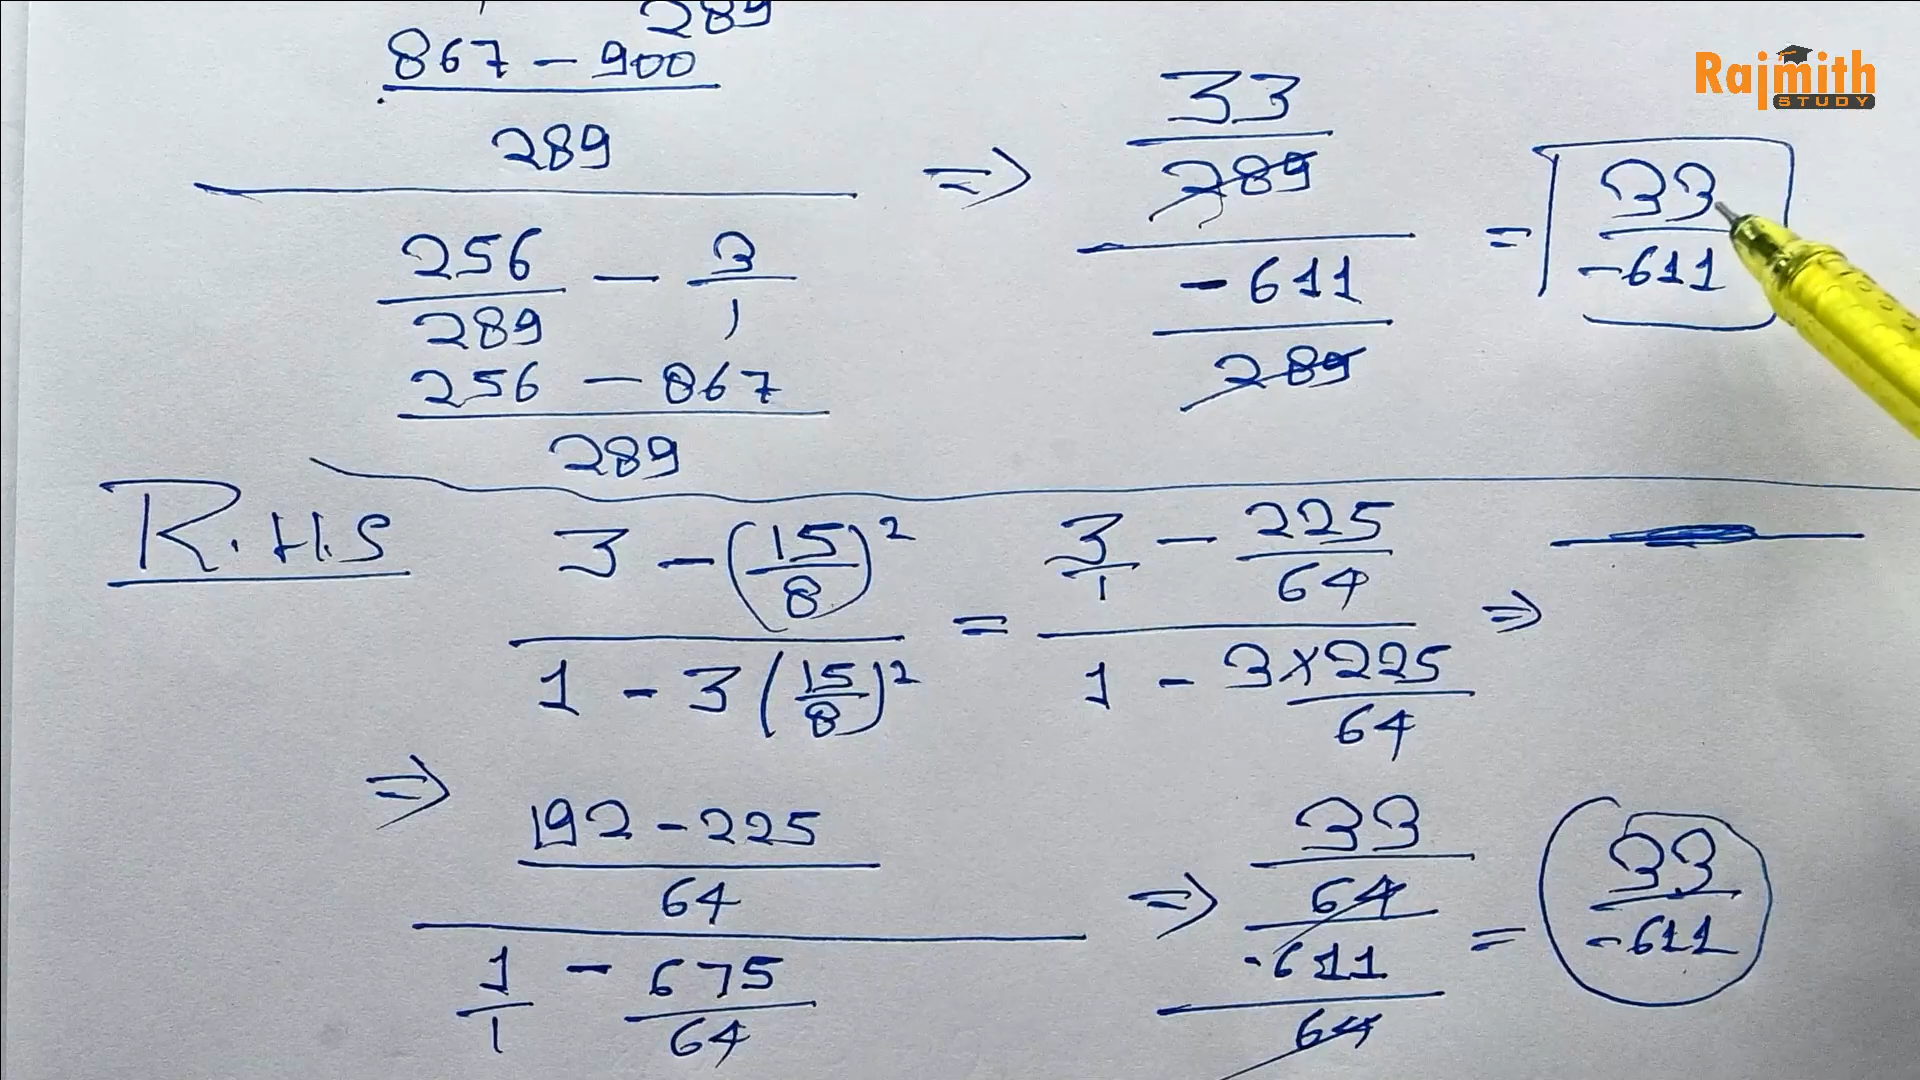 289
867 - 900
289
256/289 - 3/1
256 - 867
289
⇒ 33/289
-611/289
= 33/-611
Rajmith
STUDY
R.H.S
3 - (15/8)²
1 - 3(15/8)²
= 3/1 - 225/64
1 - 3×225/64
⇒
⇒ 192 - 225
64
1/1 - 675/64
⇒ 33/64
-611/64
= 33/-611